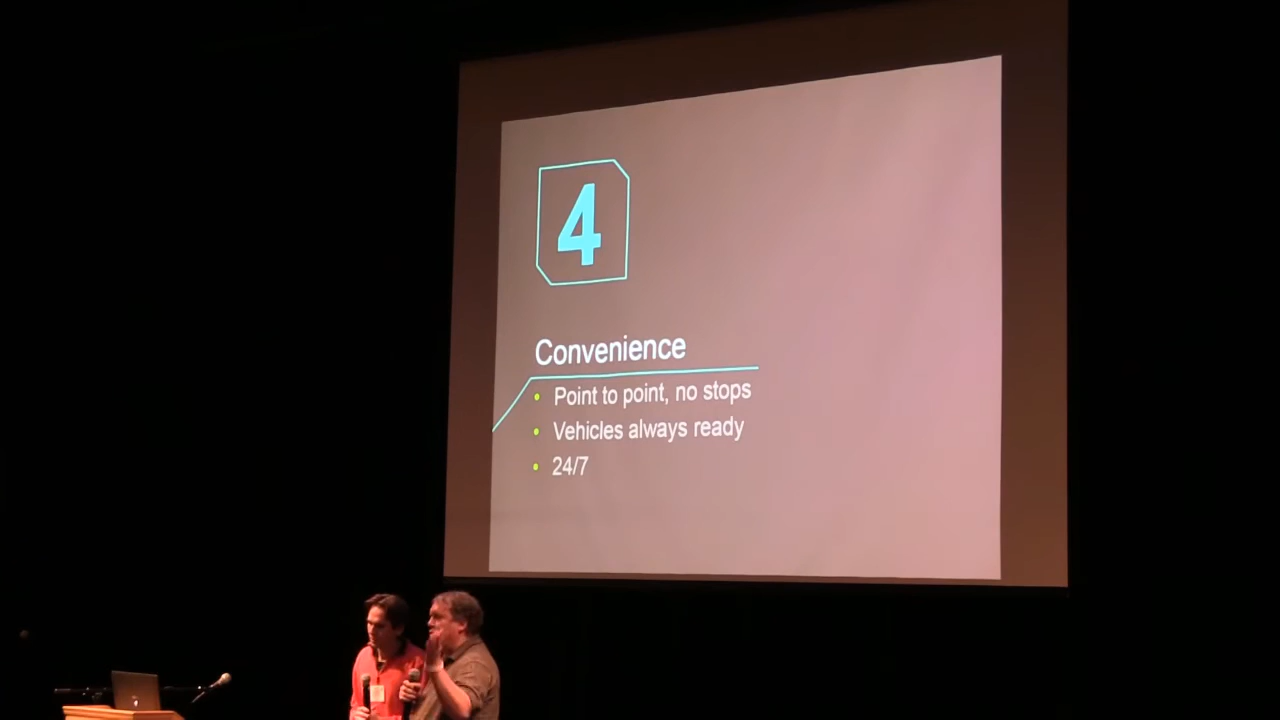 4
Convenience
Point to point, no stops
Vehicles always ready
24/7